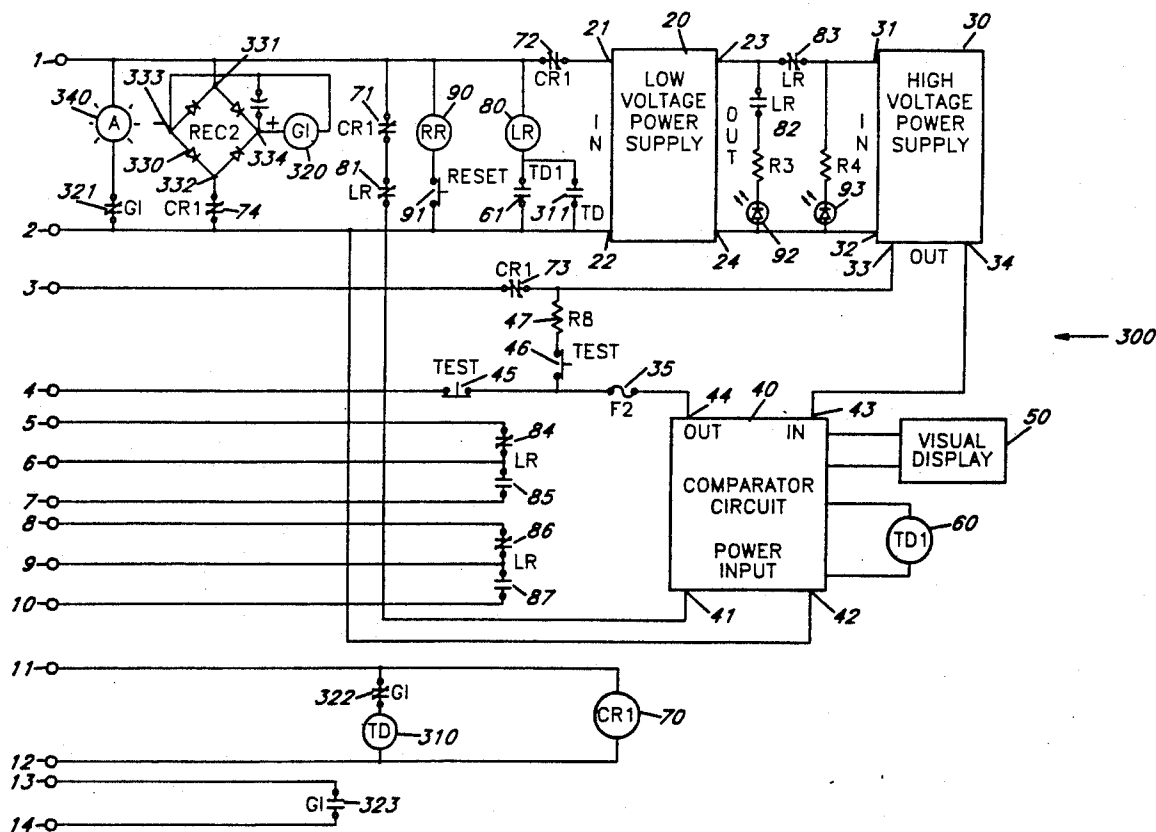 331
72
21
20
23
83
31
30
1
340
333
90
80
CR1
LR
71
A
REC2
+
GI
CR1
RR
LR
IN
LOW
VOLTAGE
POWER
SUPPLY
OUT
LR
82
IN
HIGH
VOLTAGE
POWER
SUPPLY
330
334
320
81
RESET
TD1
R3
R4
93
321
GI
332
CR1
74
LR
91
61
311
TD
2
22
24
92
32
33
OUT
34
CR1
73
3
47
R8
46
TEST
300
TEST
45
35
4
F2
44
40
43
5
84
OUT
IN
50
VISUAL
DISPLAY
6
LR
7
85
COMPARATOR
CIRCUIT
8
86
60
TD1
9
LR
POWER
INPUT
10
87
41
42
11
322
GI
TD
310
CR1
70
12
13
GI
323
14